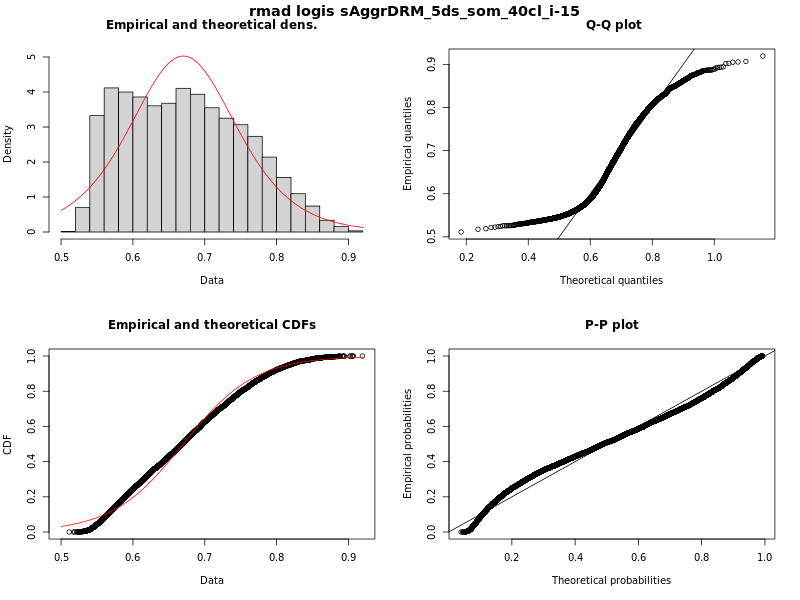 rmad logis sAggrDRM_5ds_som_40cl_i-15
Empirical and theoretical dens.
Density
0 1 2 3 4 5
0.5 0.6 0.7 0.8 0.9
Data
Q-Q plot
Empirical quantiles
0.5 0.6 0.7 0.8 0.9
0.2 0.4 0.6 0.8 1.0
Theoretical quantiles
Empirical and theoretical CDFs
CDF
0.0 0.2 0.4 0.6 0.8 1.0
0.5 0.6 0.7 0.8 0.9
Data
P-P plot
Empirical probabilities
0.0 0.2 0.4 0.6 0.8 1.0
0.2 0.4 0.6 0.8 1.0
Theoretical probabilities